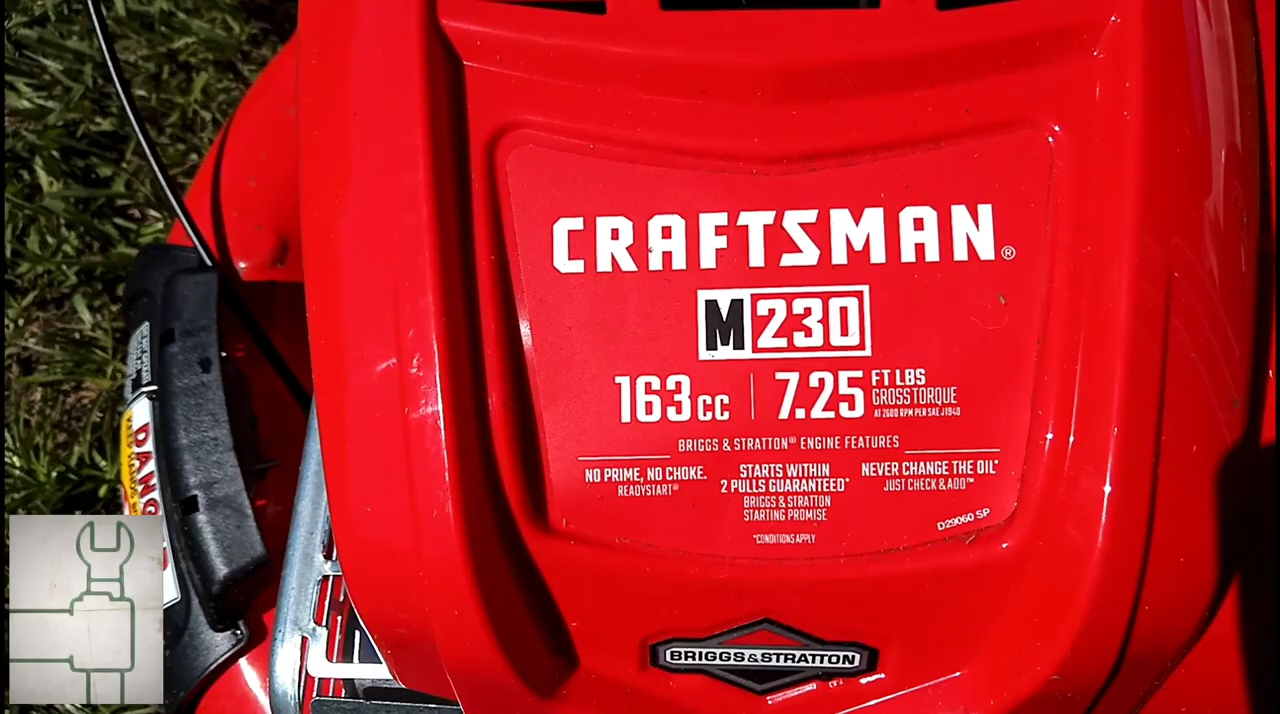 CRAFTSMAN®
M230
163cc | 7.25 FT LBS
GROSS TORQUE
AT 2600 RPM PER SAE J1940
BRIGGS & STRATTON® ENGINE FEATURES
NO PRIME, NO CHOKE.
READYSTART®
STARTS WITHIN
2 PULLS GUARANTEED*
BRIGGS & STRATTON
STARTING PROMISE
NEVER CHANGE THE OIL*
JUST CHECK & ADD™
*CONDITIONS APPLY
D29060 SP
BRIGGS&STRATTON
DANG